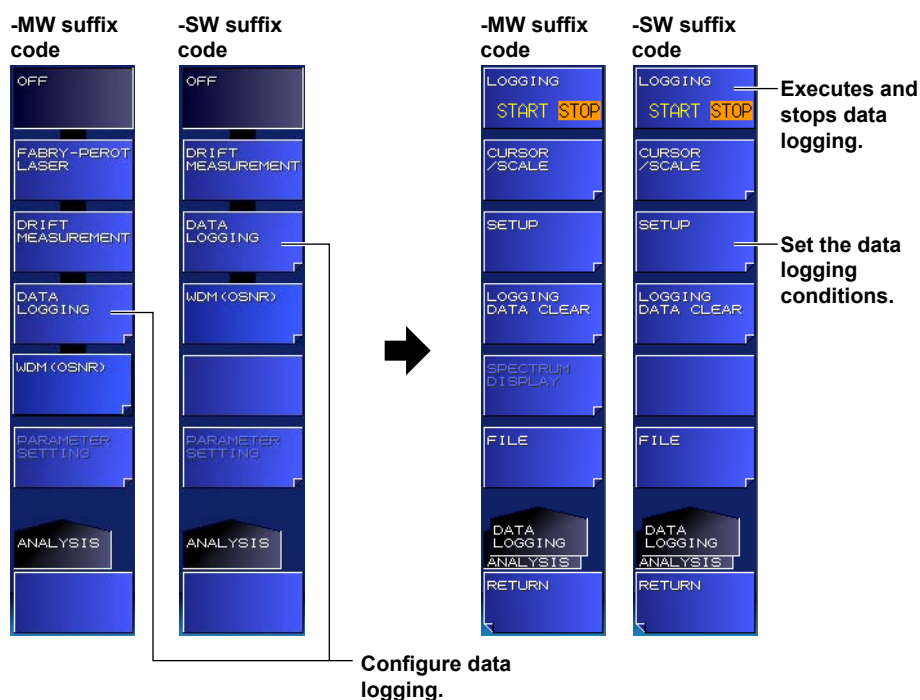 -MW suffix
code
OFF
FABRY-PEROT
LASER
DRIFT
MEASUREMENT
DATA
LOGGING
WDM(OSNR)
PARAMETER
SETTING
ANALYSIS
-SW suffix
code
OFF
DRIFT
MEASUREMENT
DATA
LOGGING
WDM(OSNR)
PARAMETER
SETTING
ANALYSIS
Configure data
logging.
-MW suffix
code
LOGGING
START STOP
CURSOR
/SCALE
SETUP
LOGGING
DATA CLEAR
SPECTRUM
DISPLAY
FILE
DATA
LOGGING
ANALYSIS
RETURN
-SW suffix
code
LOGGING
START STOP
CURSOR
/SCALE
SETUP
LOGGING
DATA CLEAR
FILE
DATA
LOGGING
ANALYSIS
RETURN
Executes and
stops data
logging.
Set the data
logging
conditions.